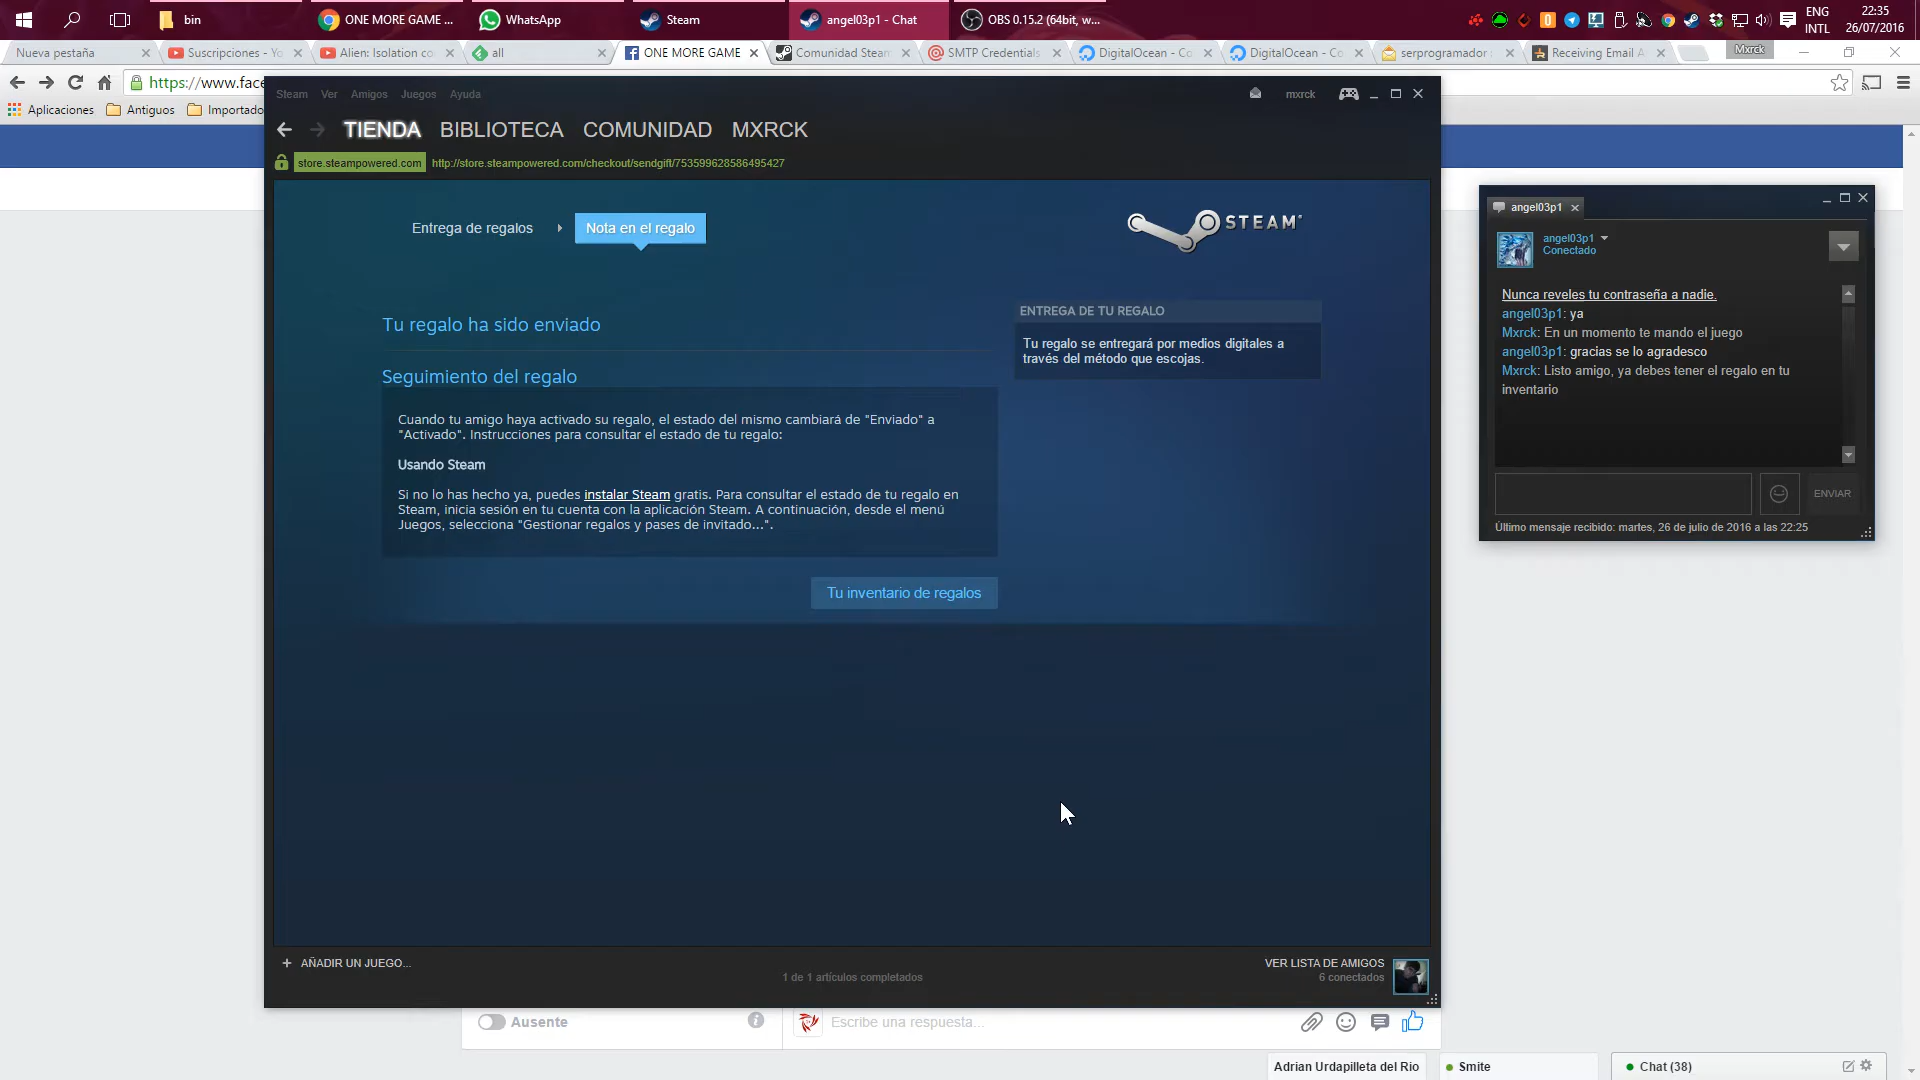 bin
ONE MORE GAME ...
WhatsApp
Steam
angel03p1 - Chat
OBS 0.15.2 (64bit, w...
ENG
INTL
22:35
26/07/2016
Nueva pestaña
Suscripciones - Yo
Alien: Isolation co
all
ONE MORE GAME
Comunidad Steam
SMTP Credentials
DigitalOcean - Co
DigitalOcean - Co
serprogramador
Receiving Email A
Mxrck
https://www.face
Aplicaciones
Antiguos
Importado
Steam Ver Amigos Juegos Ayuda
mxrck
TIENDA BIBLIOTECA COMUNIDAD MXRCK
store.steampowered.com http://store.steampowered.com/checkout/sendgift/753599628586495427
Entrega de regalos
Nota en el regalo
STEAM
Tu regalo ha sido enviado
Seguimiento del regalo
Cuando tu amigo haya activado su regalo, el estado del mismo cambiará de "Enviado" a
"Activado". Instrucciones para consultar el estado de tu regalo:
Usando Steam
Si no lo has hecho ya, puedes instalar Steam gratis. Para consultar el estado de tu regalo en
Steam, inicia sesión en tu cuenta con la aplicación Steam. A continuación, desde el menú
Juegos, selecciona "Gestionar regalos y pases de invitado...".
Tu inventario de regalos
ENTREGA DE TU REGALO
Tu regalo se entregará por medios digitales a
través del método que escojas.
AÑADIR UN JUEGO...
1 de 1 artículos completados
VER LISTA DE AMIGOS
6 conectados
angel03p1
angel03p1
Conectado
Nunca reveles tu contraseña a nadie.
angel03p1: ya
Mxrck: En un momento te mando el juego
angel03p1: gracias se lo agradesco
Mxrck: Listo amigo, ya debes tener el regalo en tu
inventario
ENVIAR
Último mensaje recibido: martes, 26 de julio de 2016 a las 22:25
Ausente
Escribe una respuesta...
Adrian Urdapilleta del Rio
Smite
Chat (38)